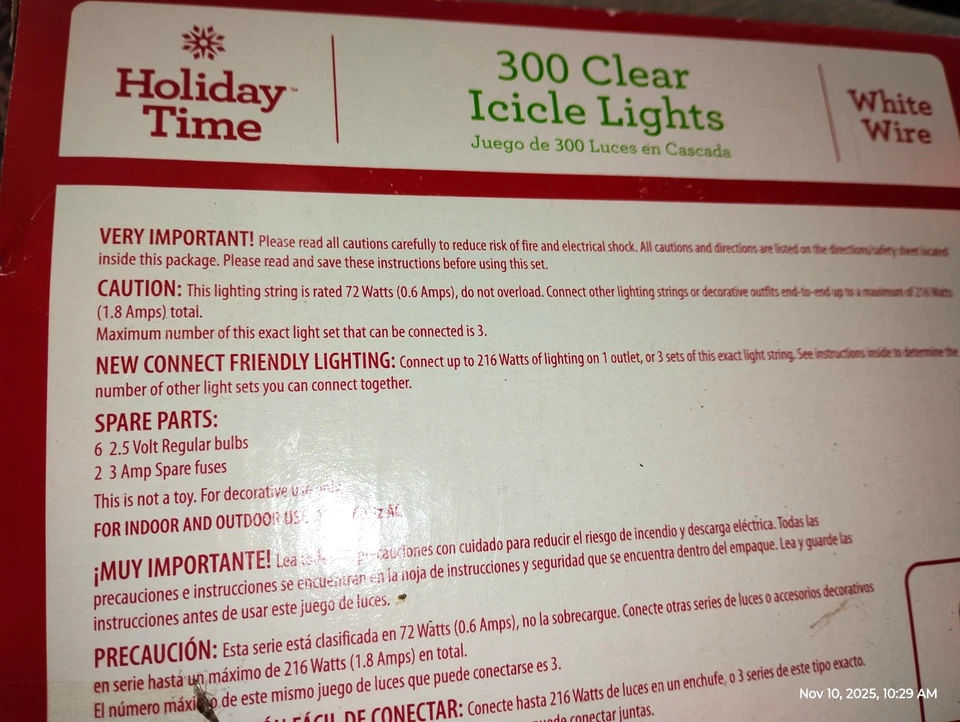 Holiday
Time™
300 Clear
Icicle Lights
Juego de 300 Luces en Cascada
White
Wire
VERY IMPORTANT! Please read all cautions carefully to reduce risk of fire and electrical shock. All cautions and directions are listed on the directions/safety sheet located
inside this package. Please read and save these instructions before using this set.
CAUTION: This lighting string is rated 72 Watts (0.6 Amps), do not overload. Connect other lighting strings or decorative outfits end-to-end up to a maximum of 216 Watts
(1.8 Amps) total.
Maximum number of this exact light set that can be connected is 3.
NEW CONNECT FRIENDLY LIGHTING: Connect up to 216 Watts of lighting on 1 outlet, or 3 sets of this exact light string. See instructions inside to determine the
number of other light sets you can connect together.
SPARE PARTS:
6 2.5 Volt Regular bulbs
2 3 Amp Spare fuses
This is not a toy. For decorative use only.
FOR INDOOR AND OUTDOOR AC
¡MUY IMPORTANTE! Lea precauciones con cuidado para reducir el riesgo de incendio y descarga eléctrica. Todas las
precauciones e instrucciones se encuentran en la hoja de instrucciones y seguridad que se encuentra dentro del empaque. Lea y guarde las
instrucciones antes de usar este juego de luces.
PRECAUCIÓN: Esta serie está clasificada en 72 Watts (0.6 Amps), no la sobrecargue. Conecte otras series de luces o accesorios decorativos
en serie hasta un máximo de 216 Watts (1.8 Amps) en total.
El número máximo de este mismo juego de luces que puede conectarse es 3.
FÁCIL DE CONECTAR: Conecte hasta 216 Watts de luces en un enchufe, o 3 series de este tipo exacto.
conectar juntas.
Nov 10, 2025, 10:29 AM